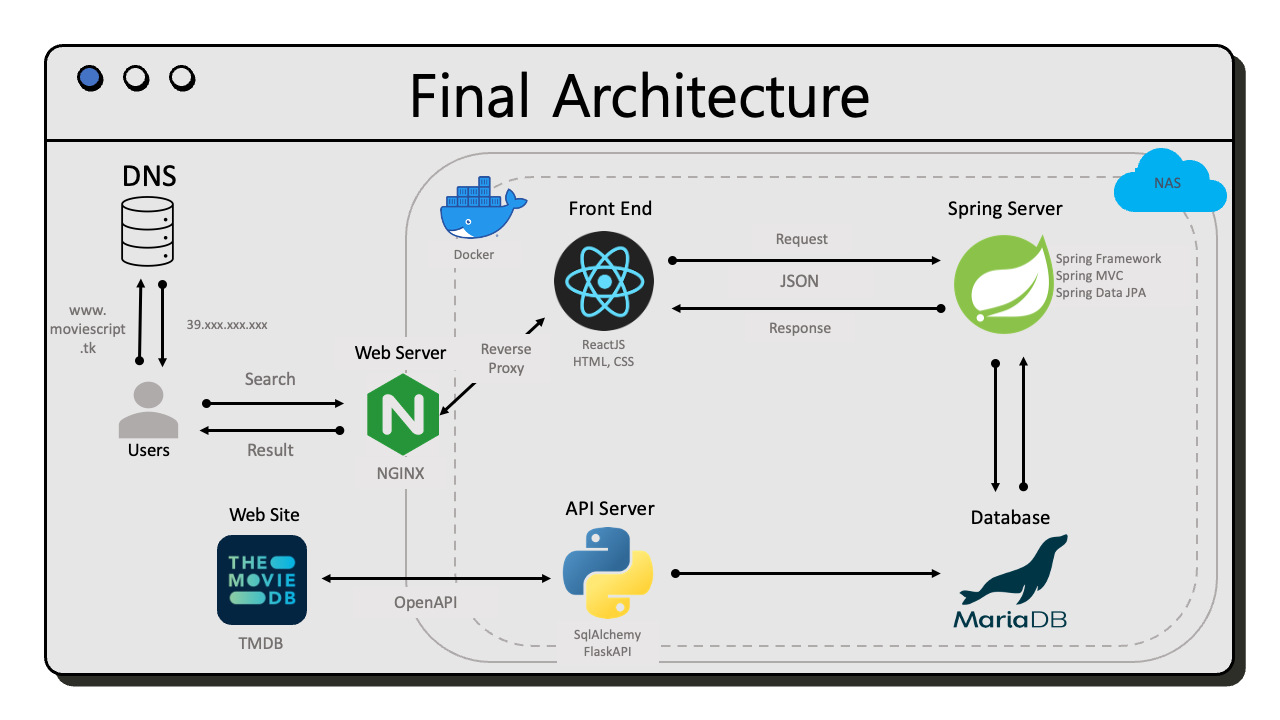 Final Architecture
DNS
www.
moviescript
.tk
39.xxx.xxx.xxx
Users
Search
Result
Web Server
NGINX
Docker
Reverse
Proxy
Front End
ReactJS
HTML, CSS
Request
JSON
Response
NAS
Spring Server
Spring Framework
Spring MVC
Spring Data JPA
Web Site
THE
MOVIE
DB
TMDB
OpenAPI
API Server
SqlAlchemy
FlaskAPI
Database
MariaDB